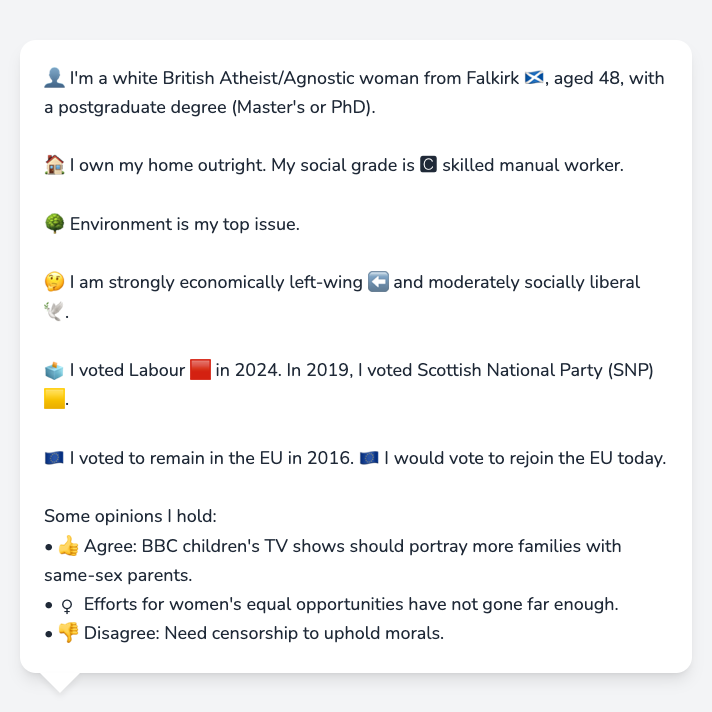 👤 I'm a white British Atheist/Agnostic woman from Falkirk 🏴󠁧󠁢󠁳󠁣󠁴󠁿, aged 48, with
a postgraduate degree (Master's or PhD).
🏠 I own my home outright. My social grade is 🅲 skilled manual worker.
🌳 Environment is my top issue.
🤔 I am strongly economically left-wing ⬅️ and moderately socially liberal
🕊️.
🗳️ I voted Labour 🟥 in 2024. In 2019, I voted Scottish National Party (SNP)
🟨.
🇪🇺 I voted to remain in the EU in 2016. 🇪🇺 I would vote to rejoin the EU today.
Some opinions I hold:
• 👍 Agree: BBC children's TV shows should portray more families with
same-sex parents.
• ♀ Efforts for women's equal opportunities have not gone far enough.
• 👎 Disagree: Need censorship to uphold morals.